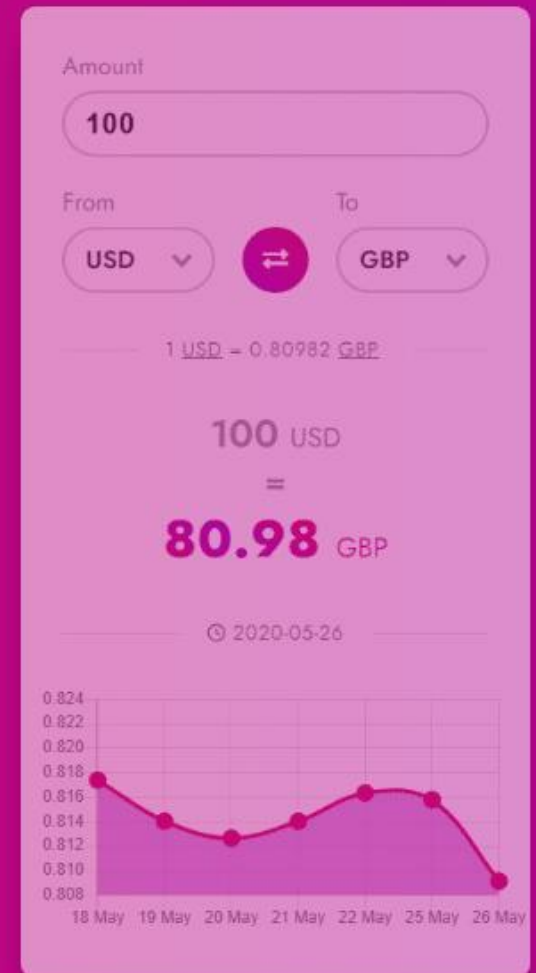 Amount
100
From To
USD GBP
1 USD = 0.80982 GBP
100 USD
=
80.98 GBP
2020-05-26
0.824
0.822
0.820
0.818
0.816
0.814
0.812
0.810
0.808
18 May 19 May 20 May 21 May 22 May 25 May 26 May